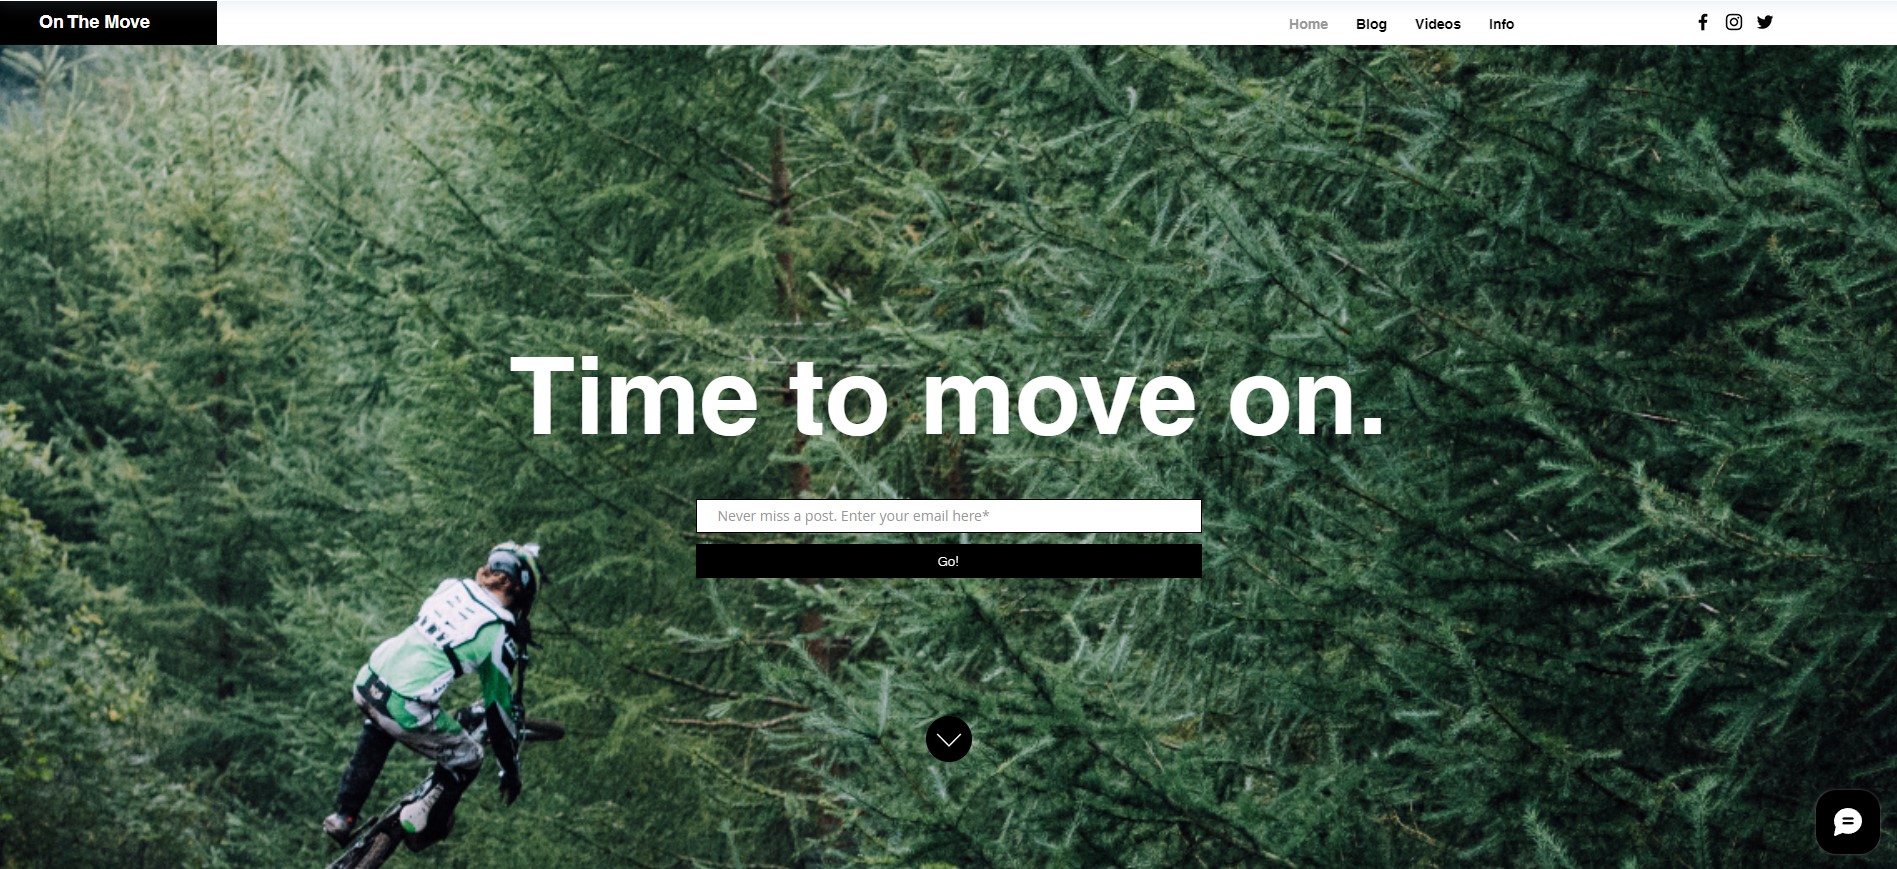 On The Move
Home Blog Videos Info
Time to move on.
Never miss a post. Enter your email here*
Go!